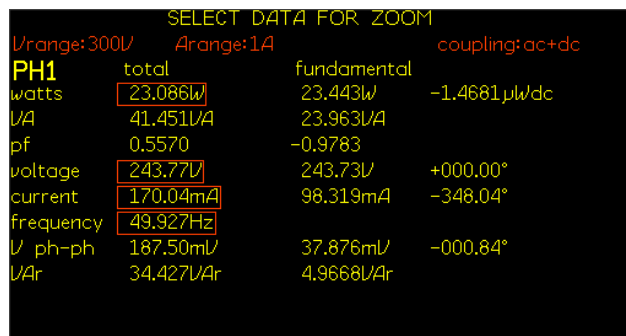 SELECT DATA FOR ZOOM
Vrange:300V Arange:1A coupling:ac+dc
PH1 total fundamental
watts 23.086W 23.443W -1.4681µWdc
VA 41.451VA 23.963VA
pf 0.5570 -0.9783
voltage 243.77V 243.73V +000.00°
current 170.04mA 98.319mA -348.04°
frequency 49.927Hz
V ph-ph 187.50mV 37.876mV -000.84°
VAr 34.427VAr 4.9668VAr